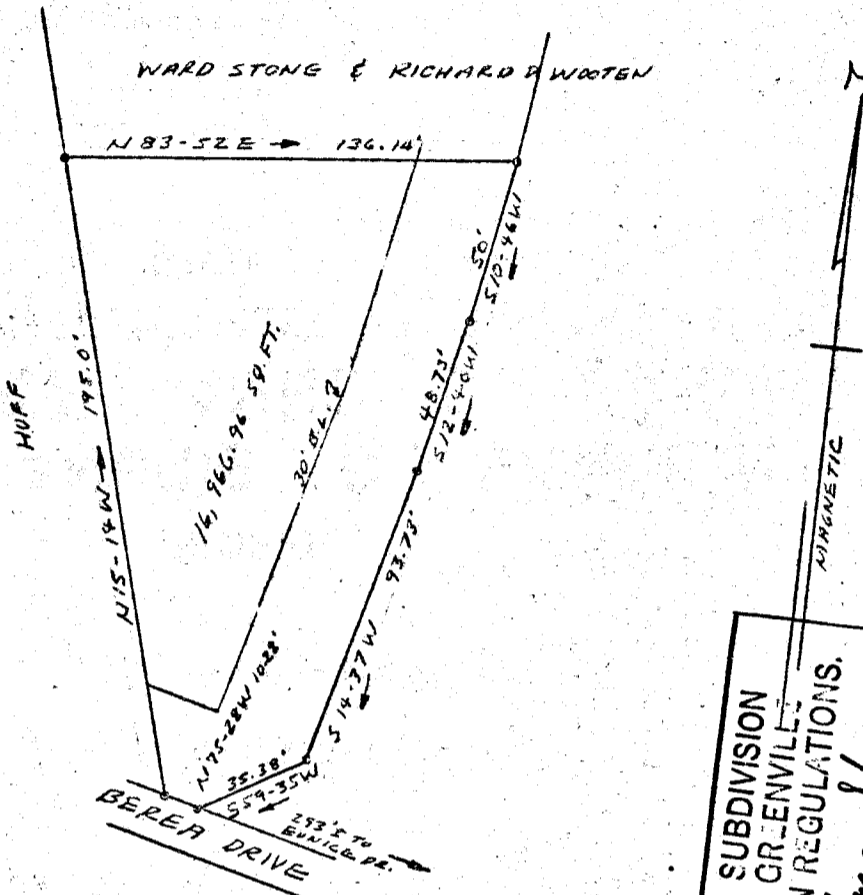 WARD STONE & RICHARD D WOOTEN
N 83-52 E 136.14'
50'
S 10-46 W
48.73'
S 12-40 W
HUFF
N 15-14 W 195.0'
16,966.96 SQ. FT.
30' B.L.
93.73'
S 14-37 W
N 75-28 W 10.28'
35.38'
S 59-35 W
293'± TO
EUNICE DR.
BEREA DRIVE
MAGNETIC
SUBDIVISION
GREENVILLE
N REGULATIONS.